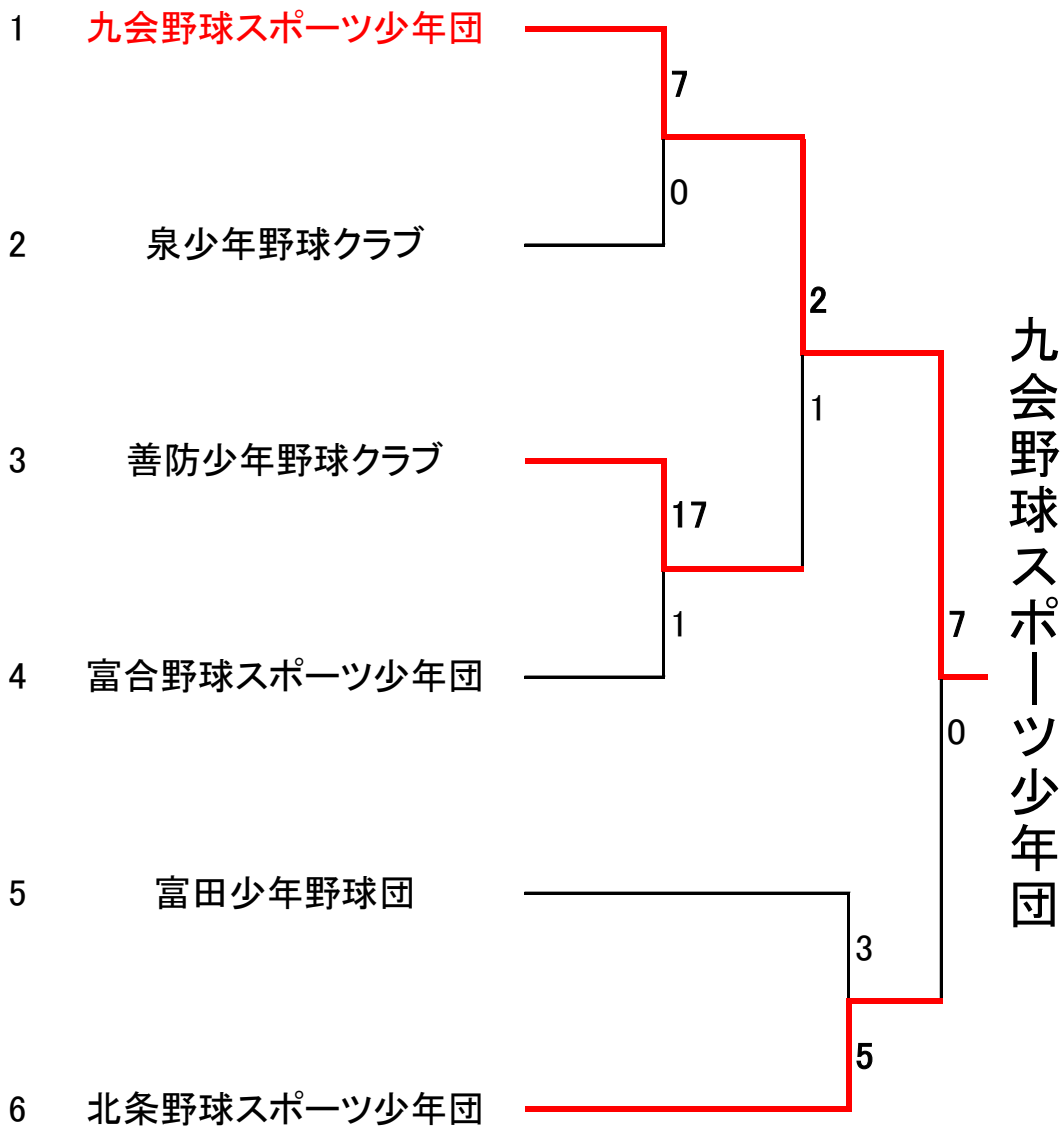 1 九会野球スポーツ少年団
7
0
2 泉少年野球クラブ
2
1
3 善防少年野球クラブ
17
1
4 富合野球スポーツ少年団
7
0
5 富田少年野球団
3
5
6 北条野球スポーツ少年団
九会野球スポーツ少年団